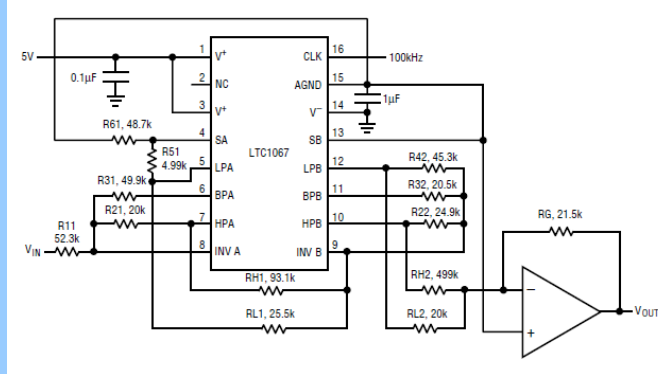 5V
0.1µF
1
V+
2
NC
3
V+
4
SA
5
LPA
6
BPA
7
HPA
8
INV A
LTC1067
CLK
16
100kHz
AGND
15
1µF
V−
14
SB
13
LPB
12
BPB
11
HPB
10
INV B
9
R61, 48.7k
R51
4.99k
R31, 49.9k
R21, 20k
R11
52.3k
VIN
RH1, 93.1k
RL1, 25.5k
R42, 45.3k
R32, 20.5k
R22, 24.9k
RH2, 499k
RL2, 20k
RG, 21.5k
−
+
VOUT